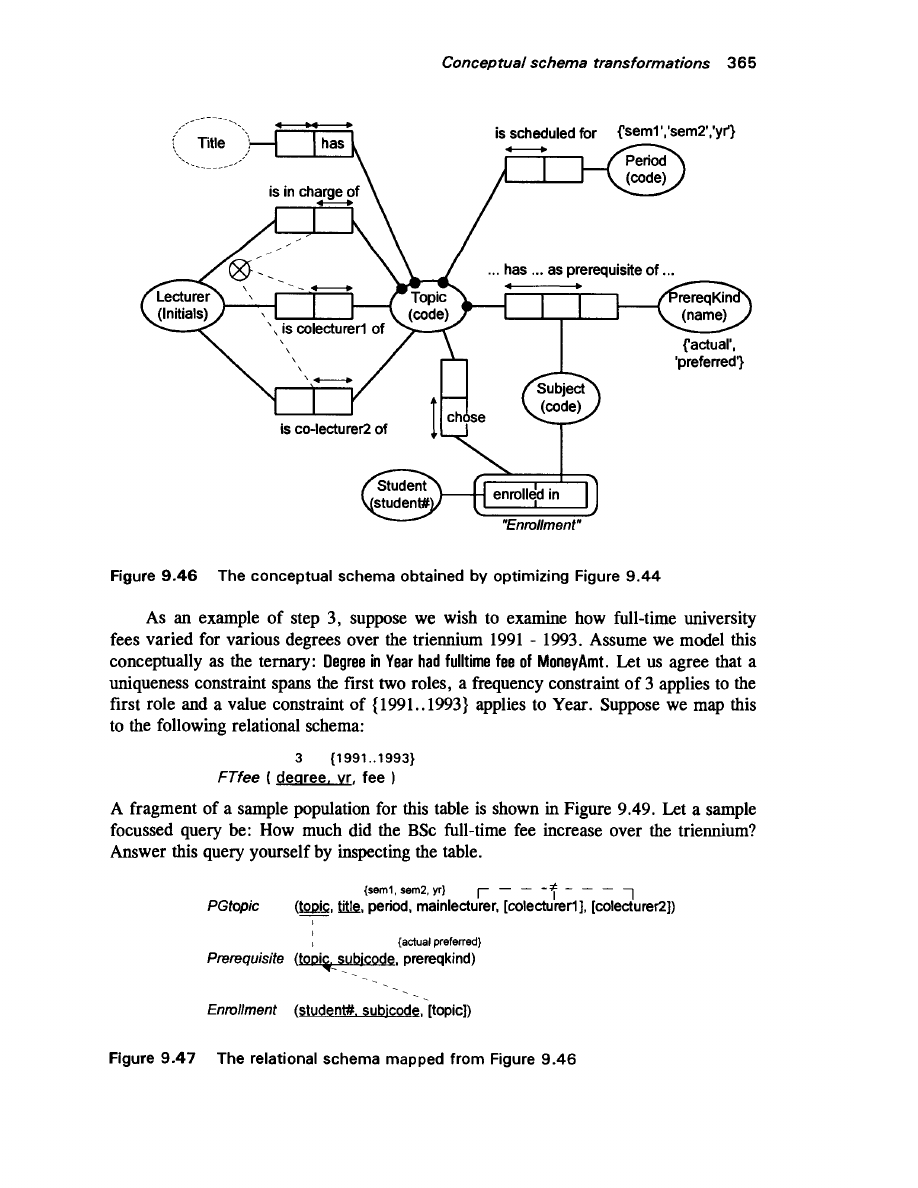 Conceptual schema transformations 365
Title
has
is scheduled for {'sem1','sem2','yr'}
Period
(code)
is in charge of
... has ... as prerequisite of ...
Lecturer
(Initials)
Topic
(code)
PrereqKind
(name)
is colecturer1 of
{'actual',
'preferred'}
Subject
(code)
chose
is co-lecturer2 of
Student
(student#)
enrolled in
"Enrollment"
Figure 9.46 The conceptual schema obtained by optimizing Figure 9.44
As an example of step 3, suppose we wish to examine how full-time university
fees varied for various degrees over the triennium 1991 - 1993. Assume we model this
conceptually as the ternary: Degree in Year had fulltime fee of MoneyAmt. Let us agree that a
uniqueness constraint spans the first two roles, a frequency constraint of 3 applies to the
first role and a value constraint of {1991..1993} applies to Year. Suppose we map this
to the following relational schema:
3 {1991..1993}
FTfee ( degree, yr, fee )
A fragment of a sample population for this table is shown in Figure 9.49. Let a sample
focussed query be: How much did the BSc full-time fee increase over the triennium?
Answer this query yourself by inspecting the table.
{sem1, sem2, yr} ≠
PGtopic (topic, title, period, mainlecturer, [colecturer1], [colecturer2])
{actual preferred}
Prerequisite (topic, subjcode, prereqkind)
Enrollment (student#, subjcode, [topic])
Figure 9.47 The relational schema mapped from Figure 9.46